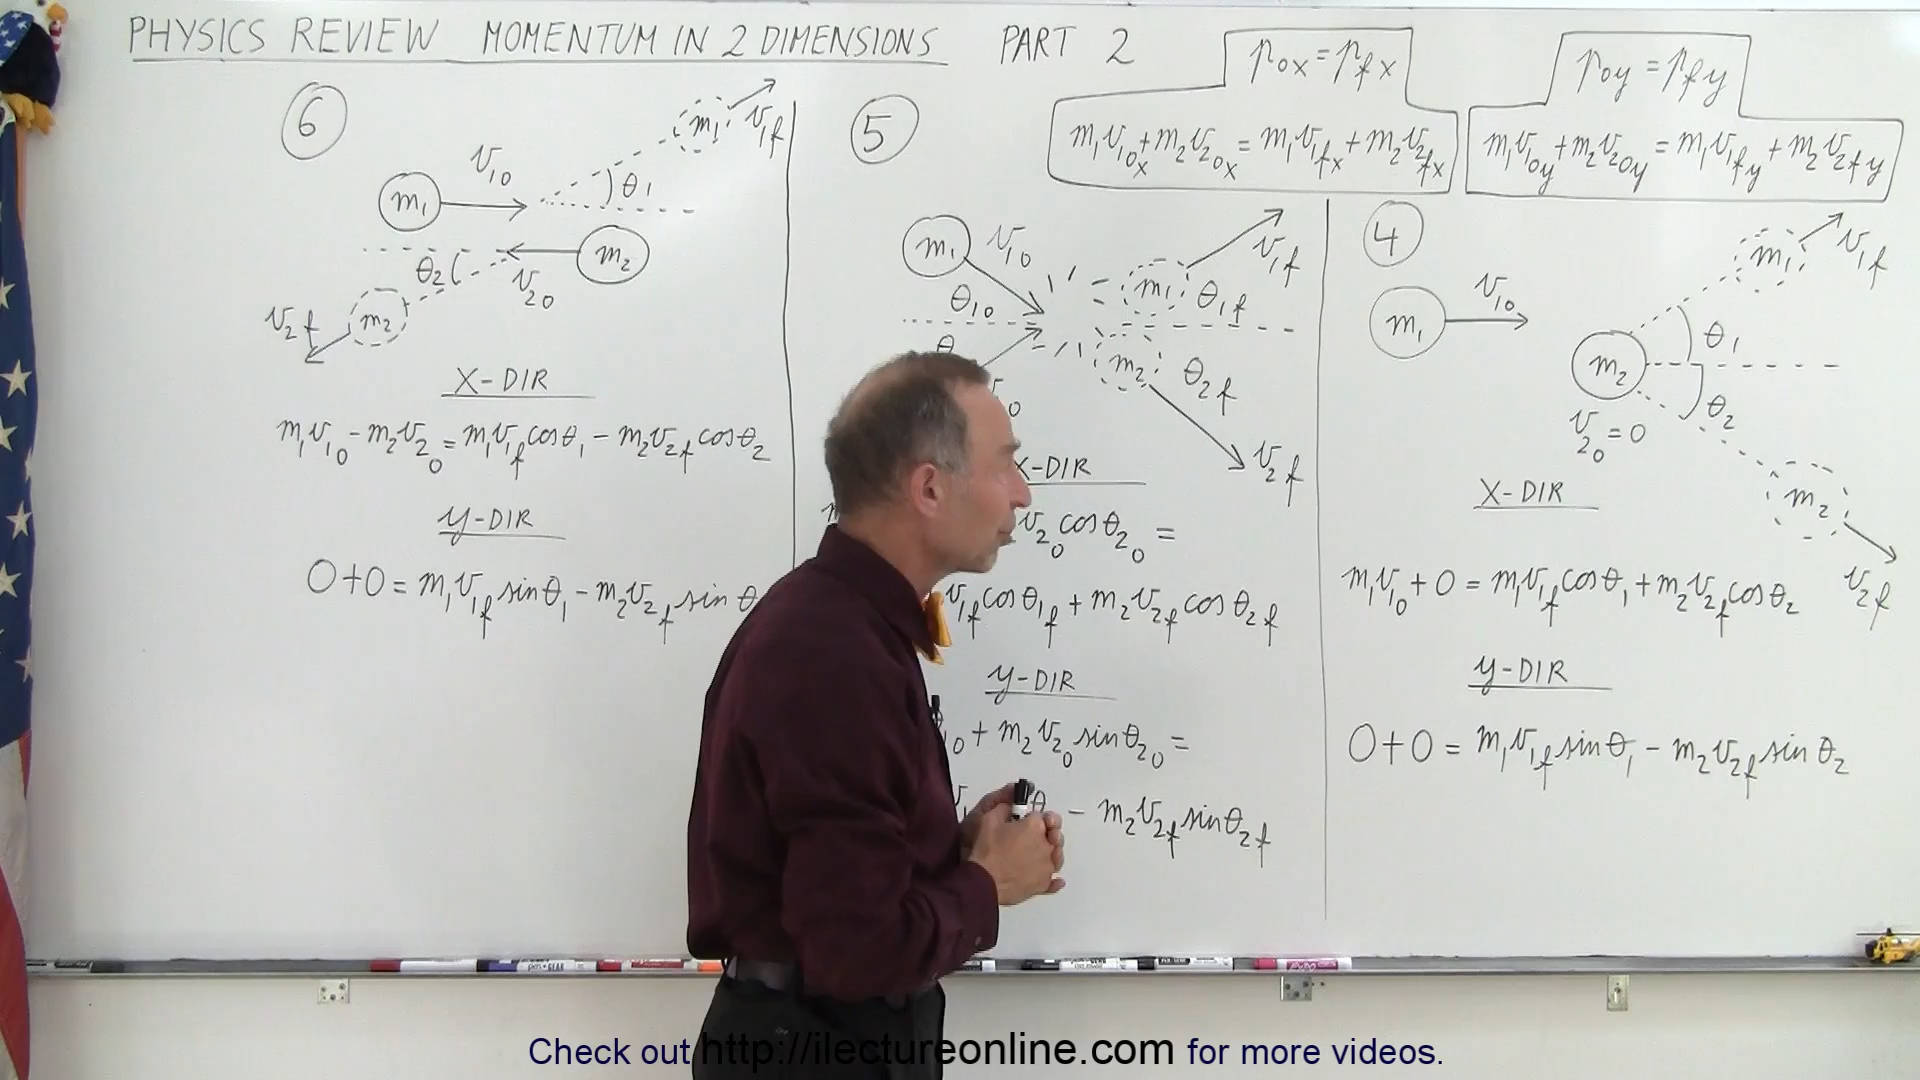 PHYSICS REVIEW MOMENTUM IN 2 DIMENSIONS PART 2
p₀ₓ = p_fx
p_0y = p_fy
m₁v₁₀ₓ + m₂v₂₀ₓ = m₁v₁fₓ + m₂v₂fₓ
m₁v₁₀y + m₂v₂₀y = m₁v₁fy + m₂v₂fy
6
m₁
v₁₀
θ₁
m₁
v₁f
m₂
v₂₀
θ₂
m₂
v₂f
X-DIR
m₁v₁₀ - m₂v₂₀ = m₁v₁f cosθ₁ - m₂v₂f cosθ₂
y-DIR
0+0 = m₁v₁f sinθ₁ - m₂v₂f sin θ
5
m₁
v₁₀
θ₁₀
m₁
v₁f
θ₁f
θ
m₂
θ₂f
v₂f
X-DIR
v₂₀ cosθ₂₀ =
v₁f cosθ₁f + m₂v₂f cosθ₂f
y-DIR
+ m₂v₂₀ sinθ₂₀ =
- m₂v₂f sinθ₂f
4
m₁
v₁₀
m₂
v₂₀ = 0
m₁
v₁f
θ₁
θ₂
m₂
v₂f
X-DIR
m₁v₁₀ + 0 = m₁v₁f cosθ₁ + m₂v₂f cosθ₂
y-DIR
0+0 = m₁v₁f sinθ₁ - m₂v₂f sin θ₂
Check out http://ilectureonline.com for more videos.